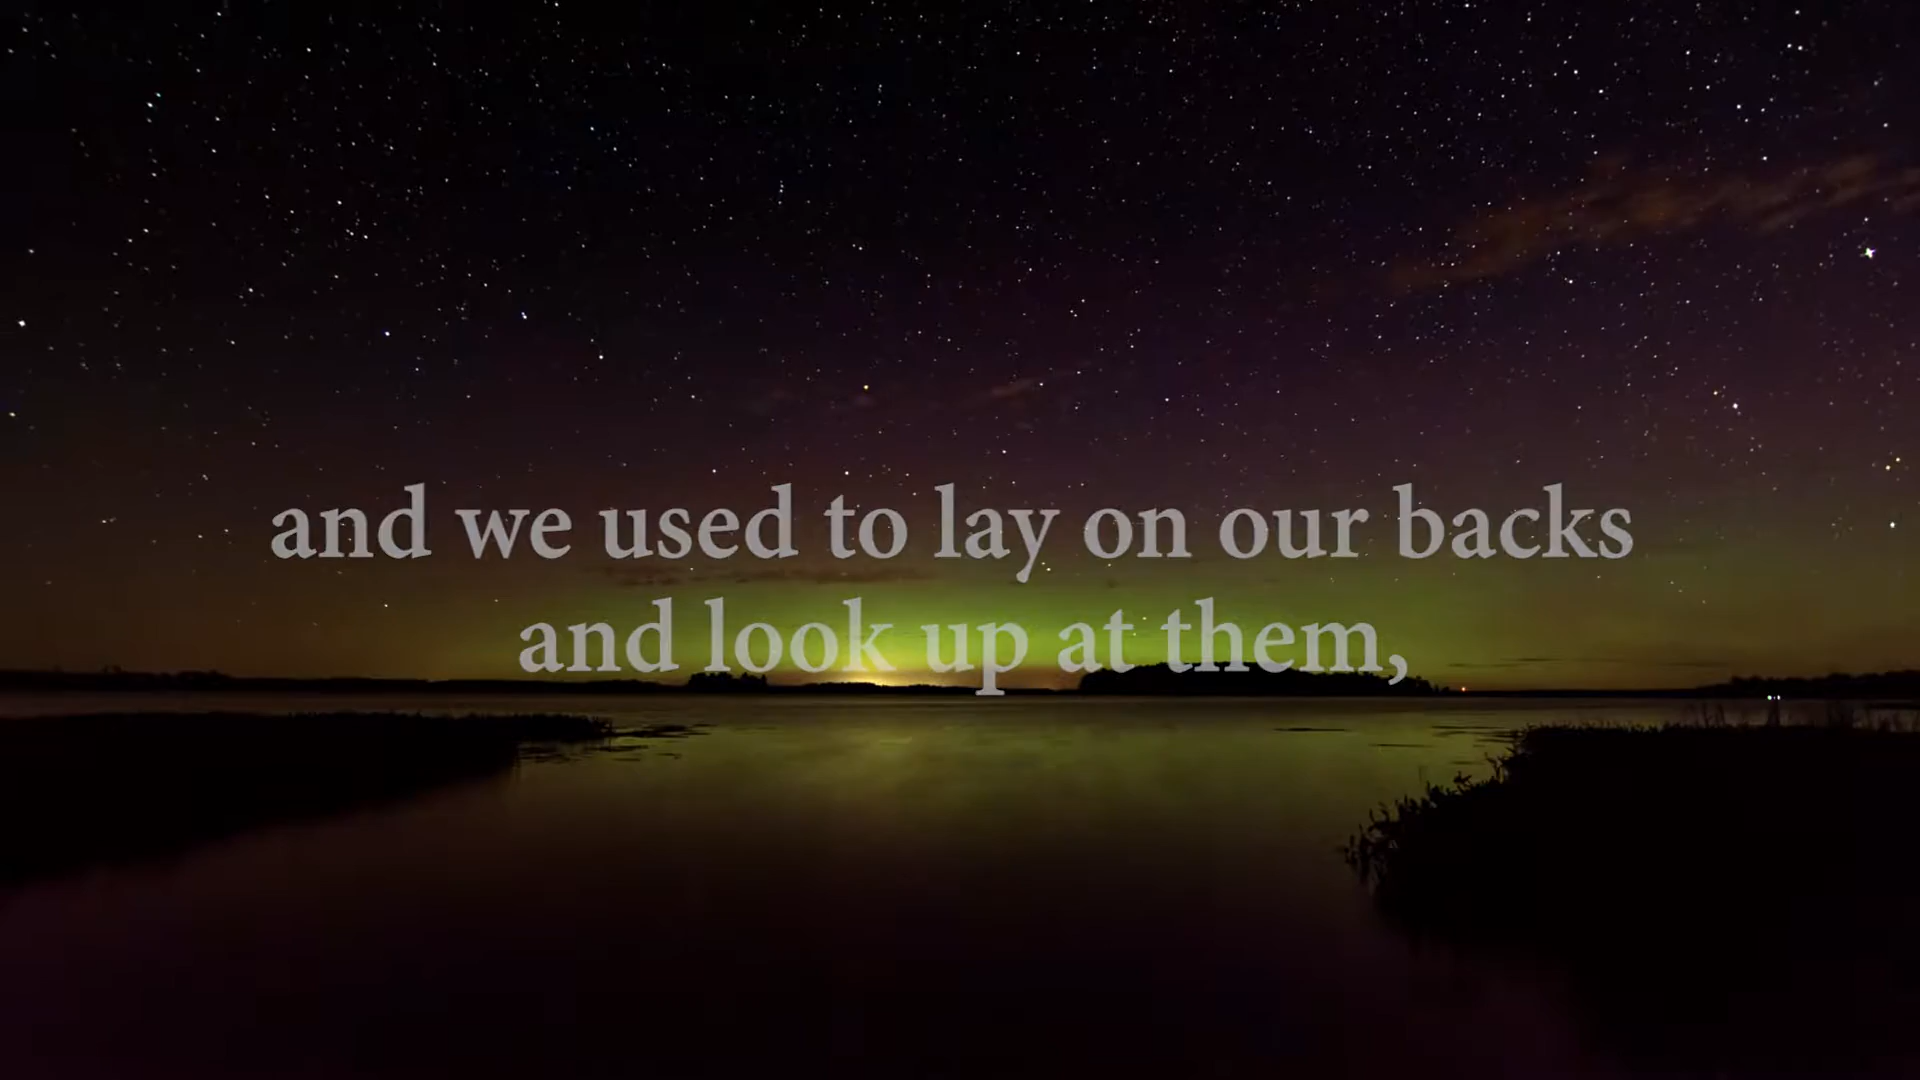 and we used to lay on our backs
and look up at them,